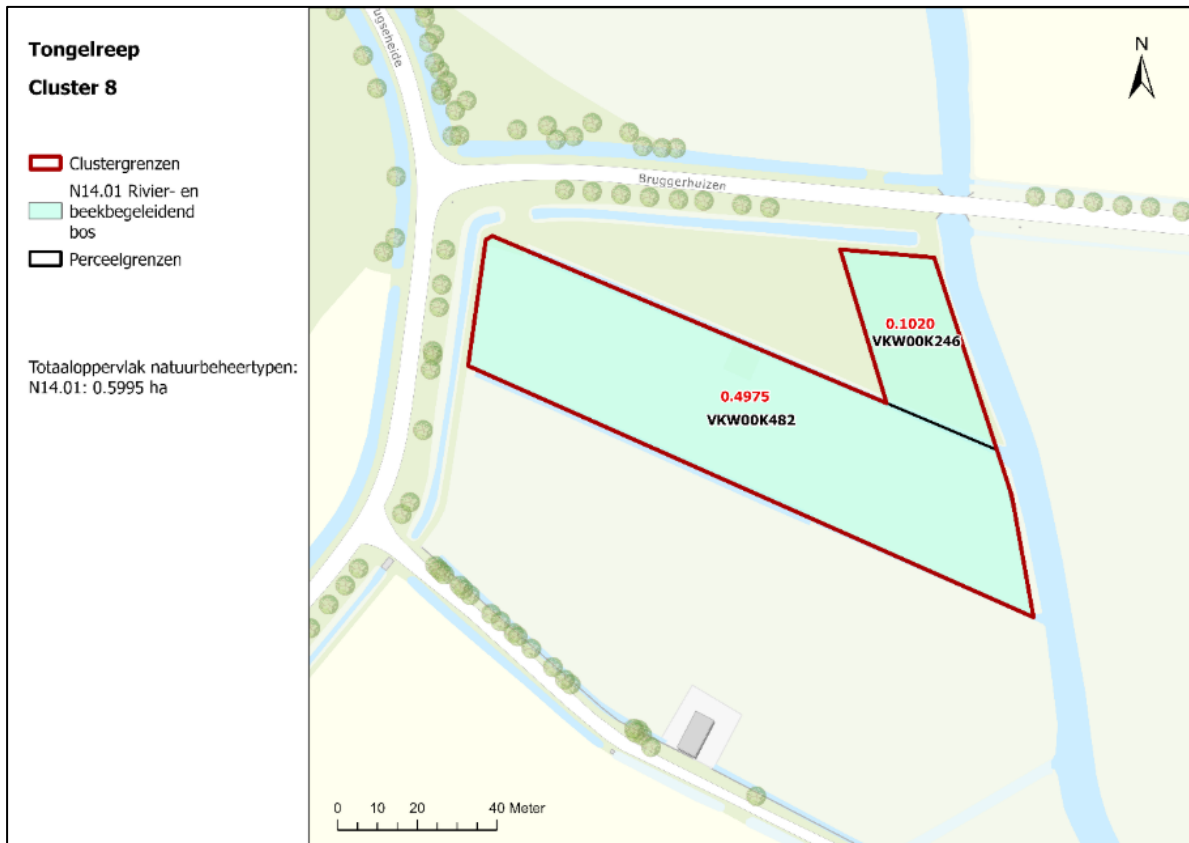 Tongelreep
Cluster 8
Clustergrenzen
N14.01 Rivier- en
beekbegeleidend
bos
Perceelgrenzen
Totaaloppervlak natuurbeheertypen:
N14.01: 0.5995 ha
ugseheide
Bruggerhuizen
N
0.1020
VKW00K246
0.4975
VKW00K482
0 10 20 40 Meter